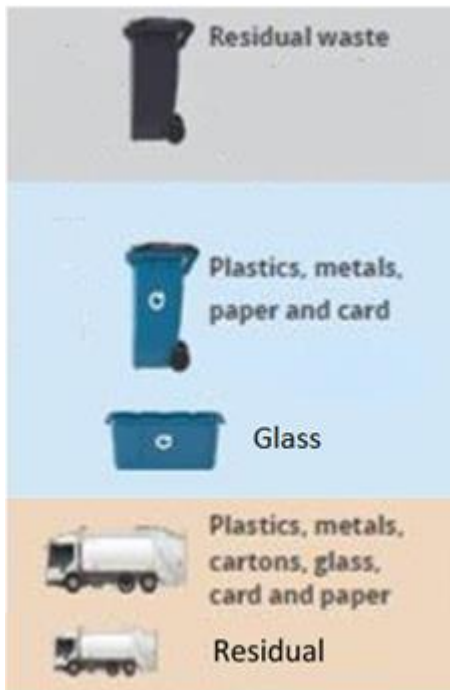 Residual waste
Plastics, metals,
paper and card
Glass
Plastics, metals,
cartons, glass,
card and paper
Residual